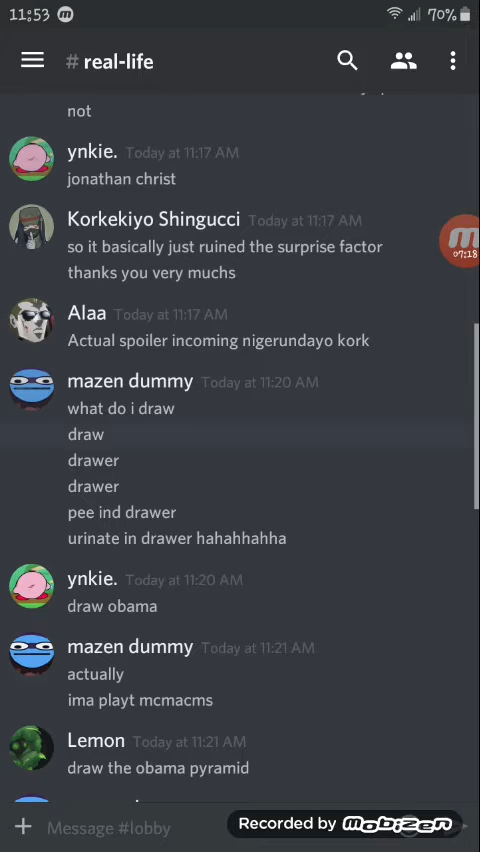 11:53
70%
# real-life
not
ynkie. Today at 11:17 AM
jonathan christ
Korkekiyo Shingucci Today at 11:17 AM
so it basically just ruined the surprise factor
thanks you very muchs
07:18
Alaa Today at 11:17 AM
Actual spoiler incoming nigerundayo kork
mazen dummy Today at 11:20 AM
what do i draw
draw
drawer
drawer
pee ind drawer
urinate in drawer hahahhahha
ynkie. Today at 11:20 AM
draw obama
mazen dummy Today at 11:21 AM
actually
ima playt mcmacms
Lemon Today at 11:21 AM
draw the obama pyramid
Message #lobby
Recorded by mobizen